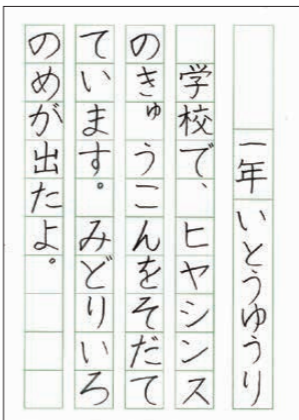 一年 いとうゆうり
学校で、ヒヤシンス
のきゅうこんをそだて
ています。みどりいろ
のめが出たよ。